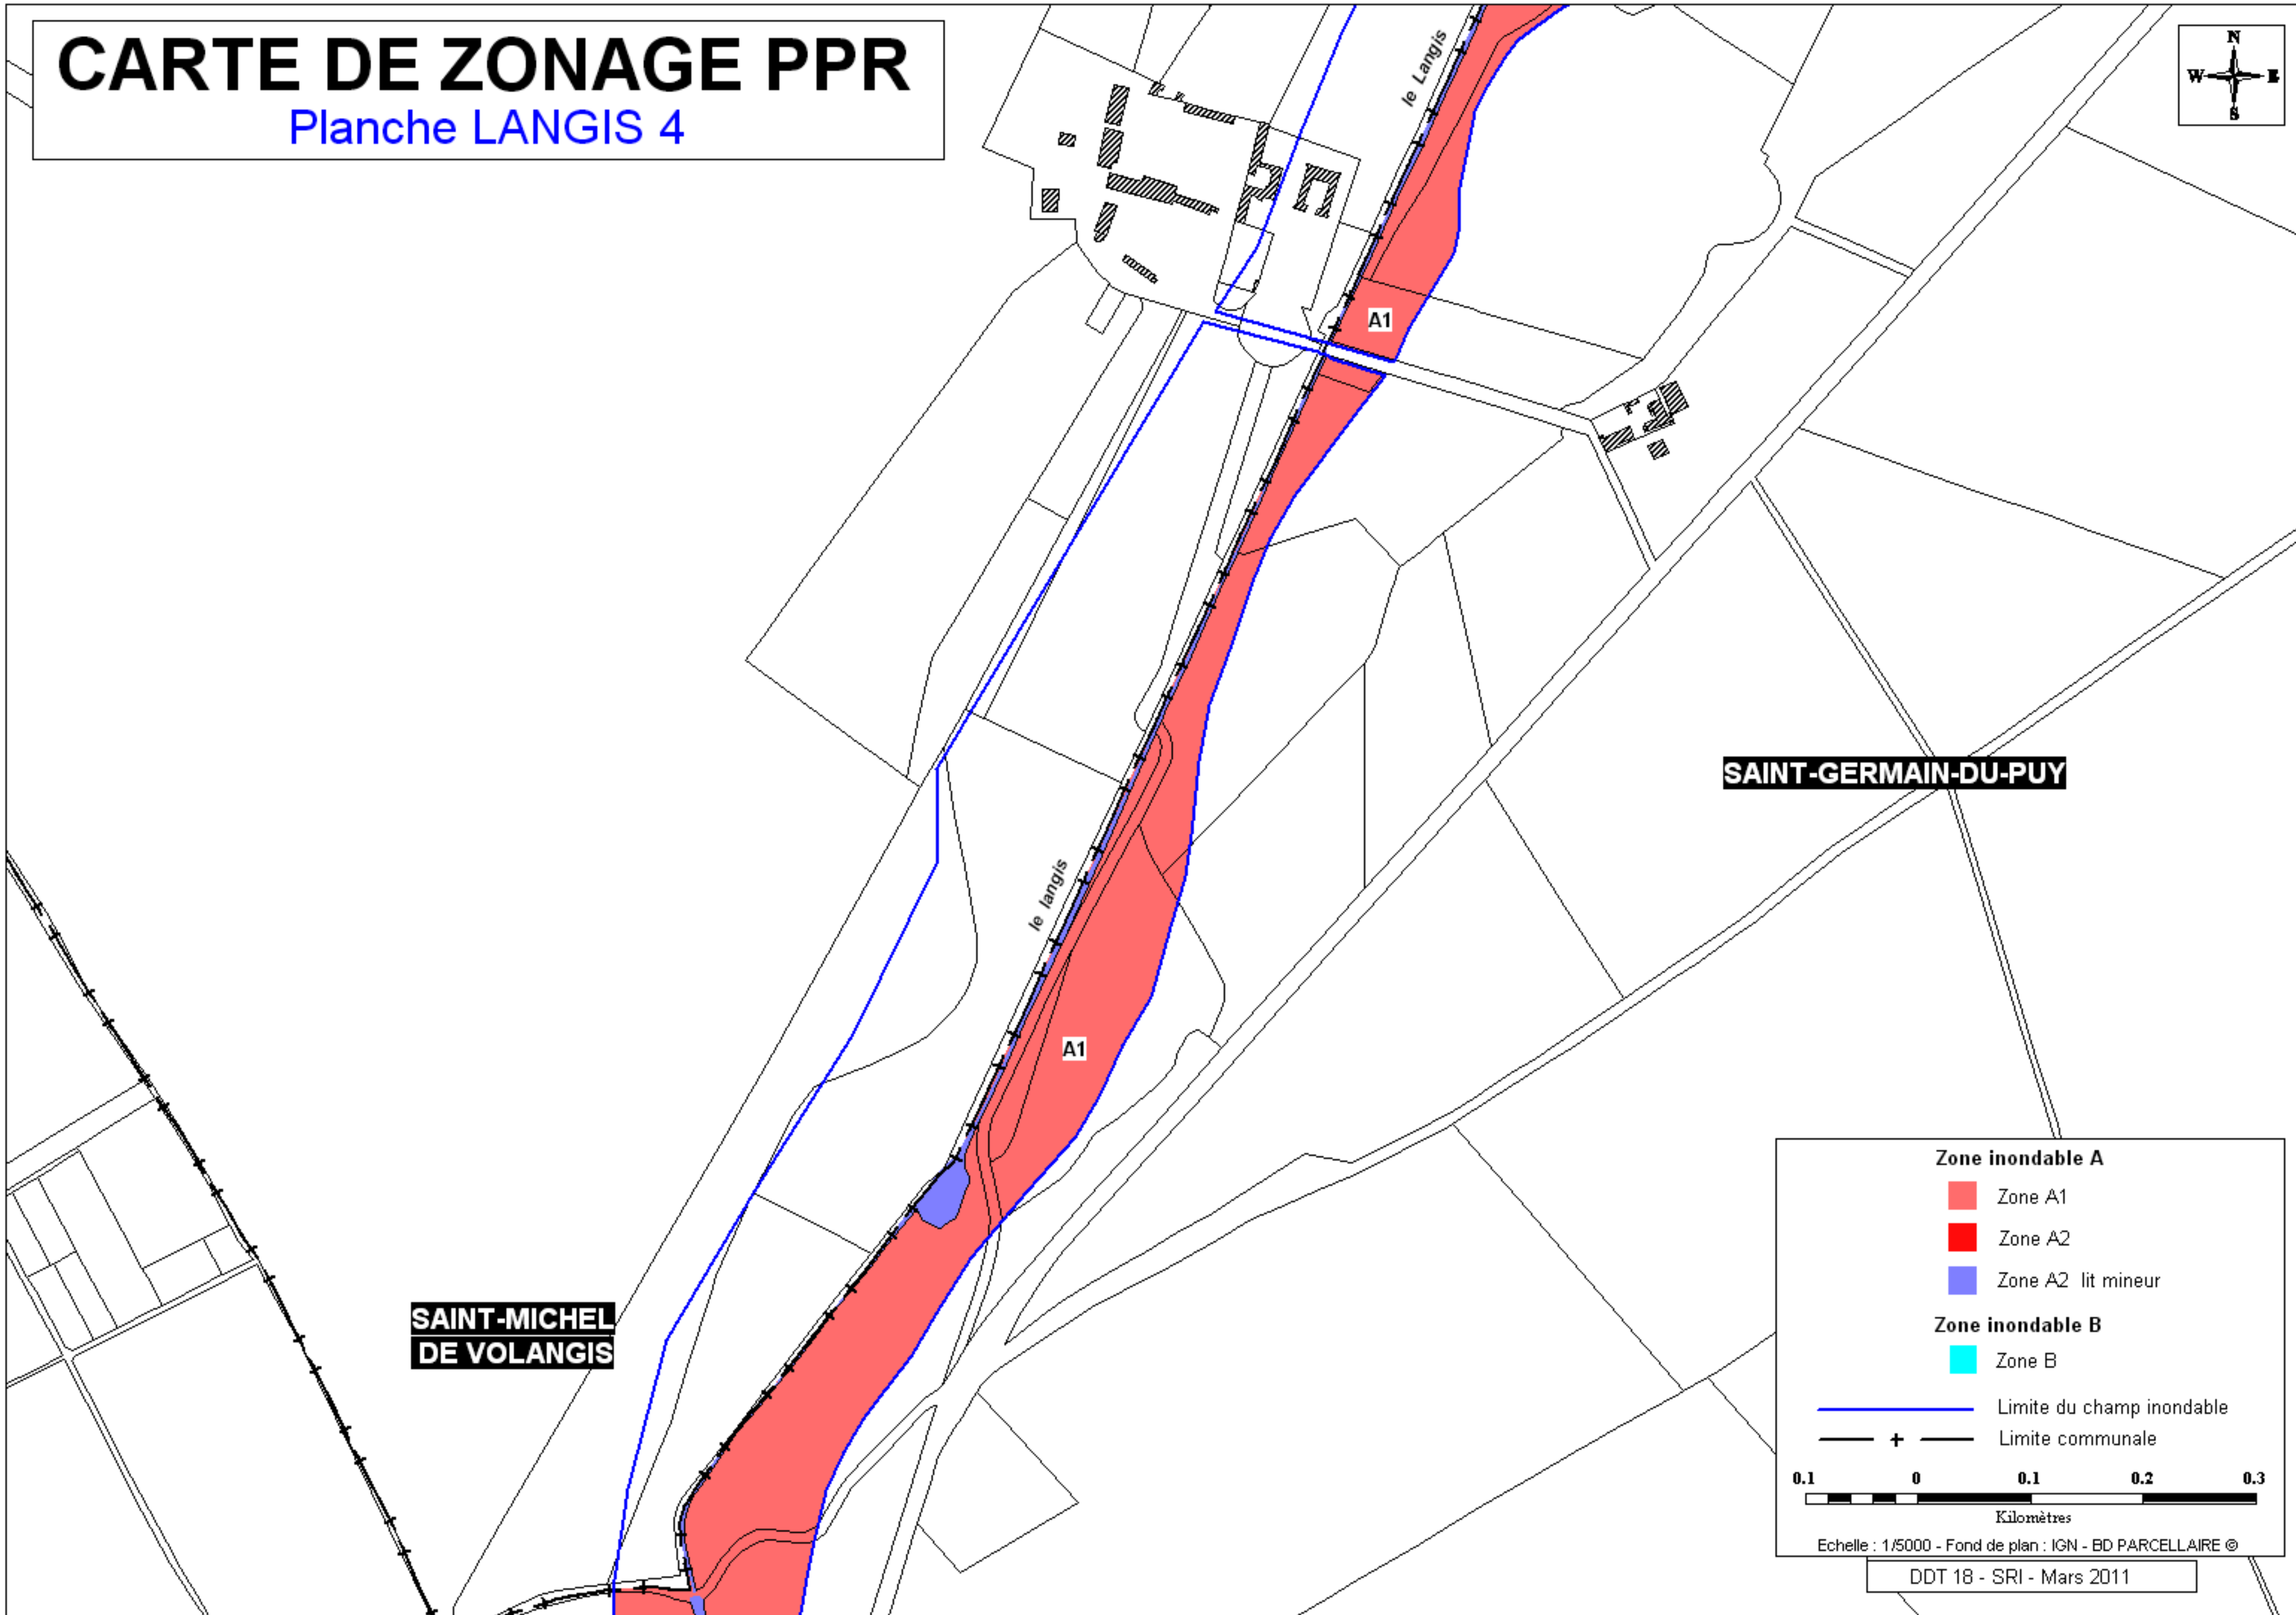 CARTE DE ZONAGE PPR
Planche LANGIS 4
N
W E
S
le Langis
A1
SAINT-GERMAIN-DU-PUY
le langis
A1
SAINT-MICHEL
DE VOLANGIS
Zone inondable A
Zone A1
Zone A2
Zone A2 lit mineur
Zone inondable B
Zone B
Limite du champ inondable
Limite communale
0.1 0 0.1 0.2 0.3
Kilomètres
Echelle : 1/5000 - Fond de plan : IGN - BD PARCELLAIRE ©
DDT 18 - SRI - Mars 2011